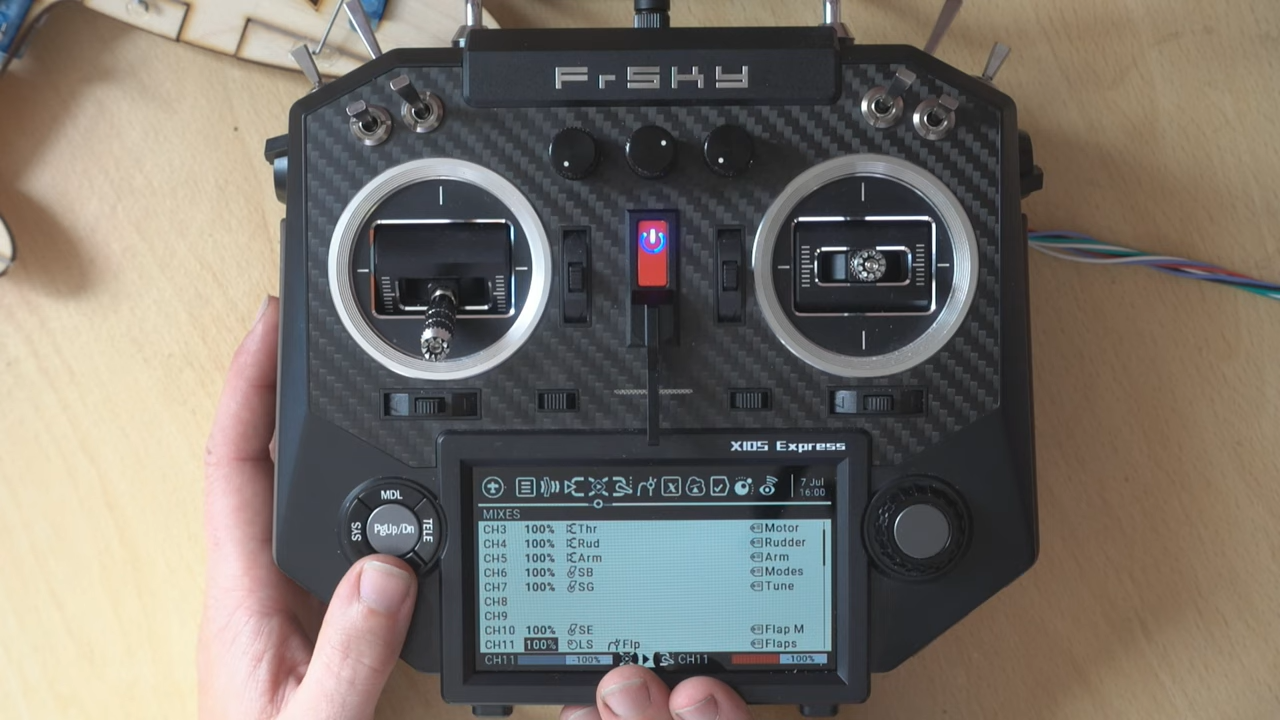 FrSKY
X10S Express
MDL
SYS
PgUp/Dn
TELE
7 Jul
16:00
MIXES
CH3 100% Thr Motor
CH4 100% Rud Rudder
CH5 100% Arm Arm
CH6 100% SB Modes
CH7 100% SG Tune
CH8
CH9
CH10 100% SE Flap M
CH11 100% LS Flp Flaps
CH11 -100% CH11 -100%